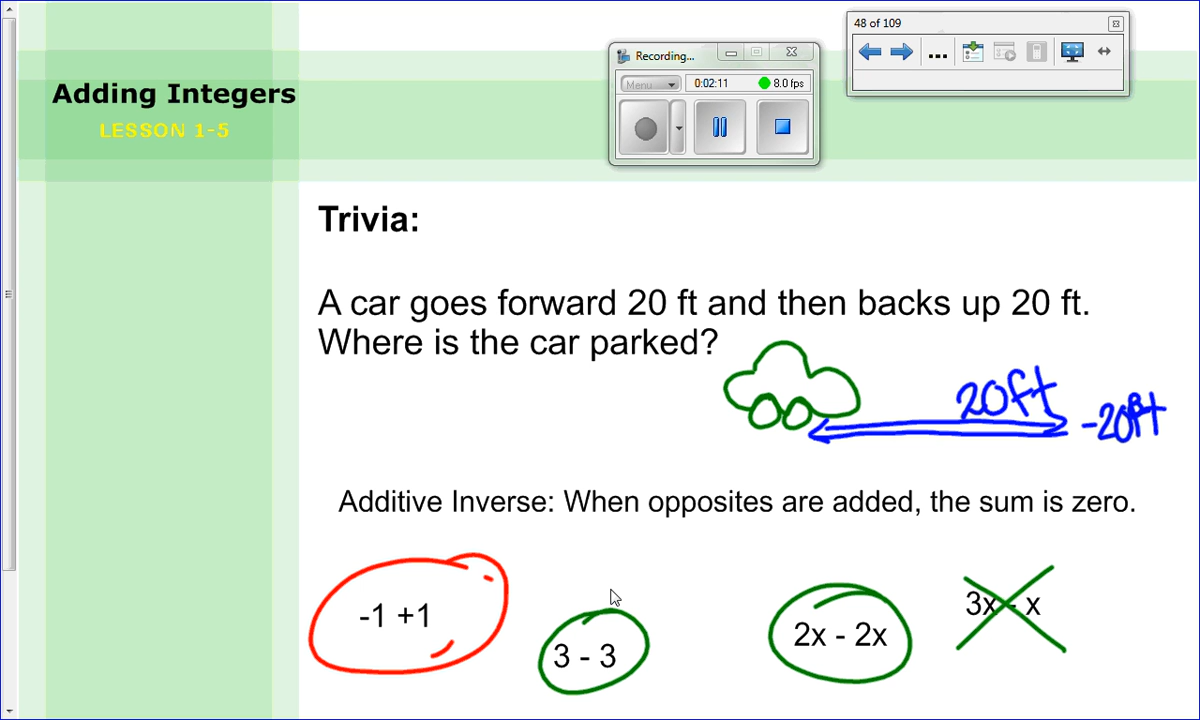 48 of 109
Recording...
Menu
0:02:11
8.0 fps
Adding Integers
LESSON 1-5
Trivia:
A car goes forward 20 ft and then backs up 20 ft.
Where is the car parked?
20ft
-20ft
Additive Inverse: When opposites are added, the sum is zero.
-1 +1
3 - 3
2x - 2x
3x - x